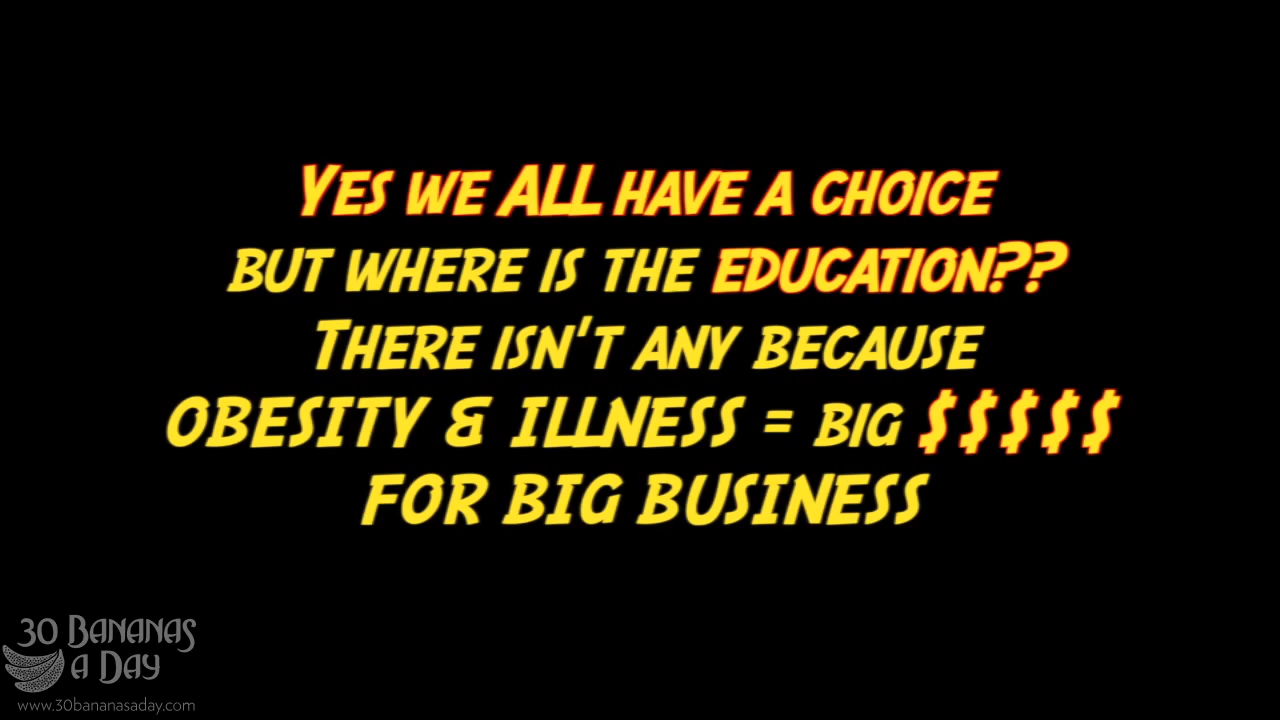 Yes we ALL have a choice
but where is the education??
There isn't any because
OBESITY & ILLNESS = big $$$$$
FOR BIG BUSINESS
30 Bananas
a Day
www.30bananasaday.com